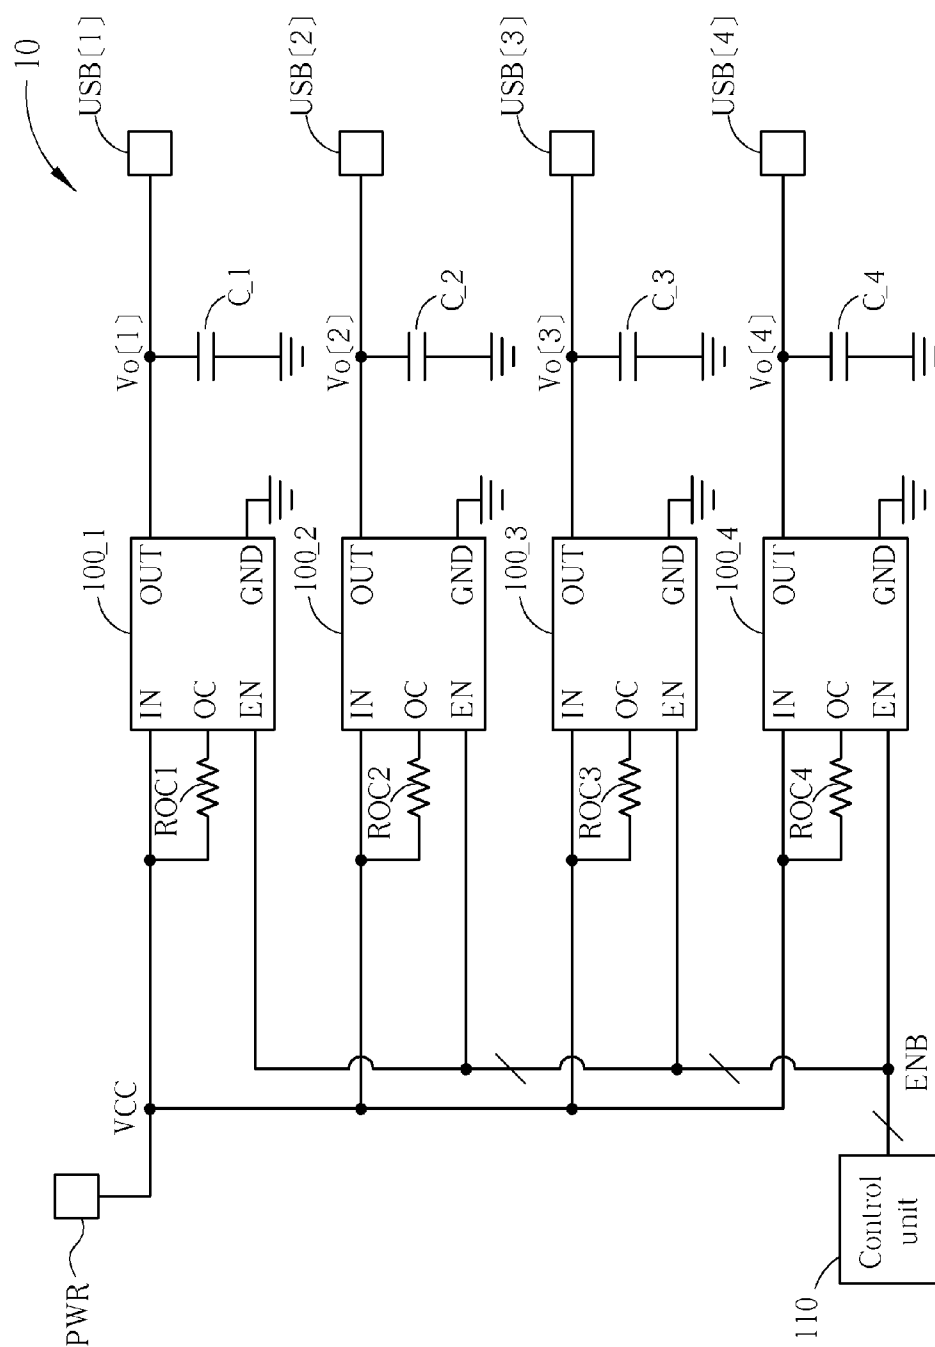 10
PWR
VCC
ROC1
IN
OC
EN
OUT
GND
100_1
Vo[1]
C_1
USB[1]
ROC2
IN
OC
EN
OUT
GND
100_2
Vo[2]
C_2
USB[2]
ROC3
IN
OC
EN
OUT
GND
100_3
Vo[3]
C_3
USB[3]
ROC4
IN
OC
EN
OUT
GND
100_4
Vo[4]
C_4
USB[4]
ENB
110
Control
unit